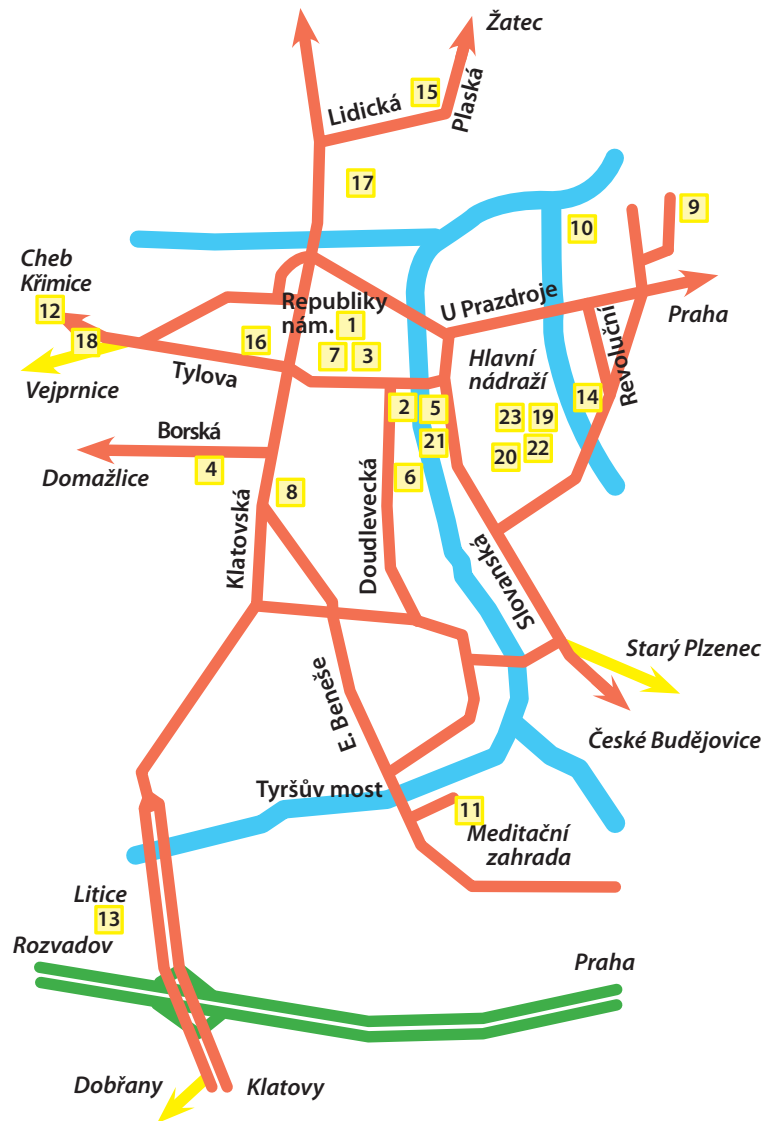 Žatec
15
Lidická
Plaská
17
9
10
Cheb
Křimice
12
U Prazdroje
Praha
Republiky
nám.
1
18
16
7
3
Tylova
Vejprnice
Hlavní
nádraží
Revoluční
14
2
5
23
19
21
20
22
Borská
Domažlice
4
6
8
Klatovská
Doudlevecká
Slovanská
Starý Plzenec
E. Beneše
České Budějovice
Tyršův most
11
Meditační
zahrada
Litice
13
Rozvadov
Praha
Dobřany
Klatovy